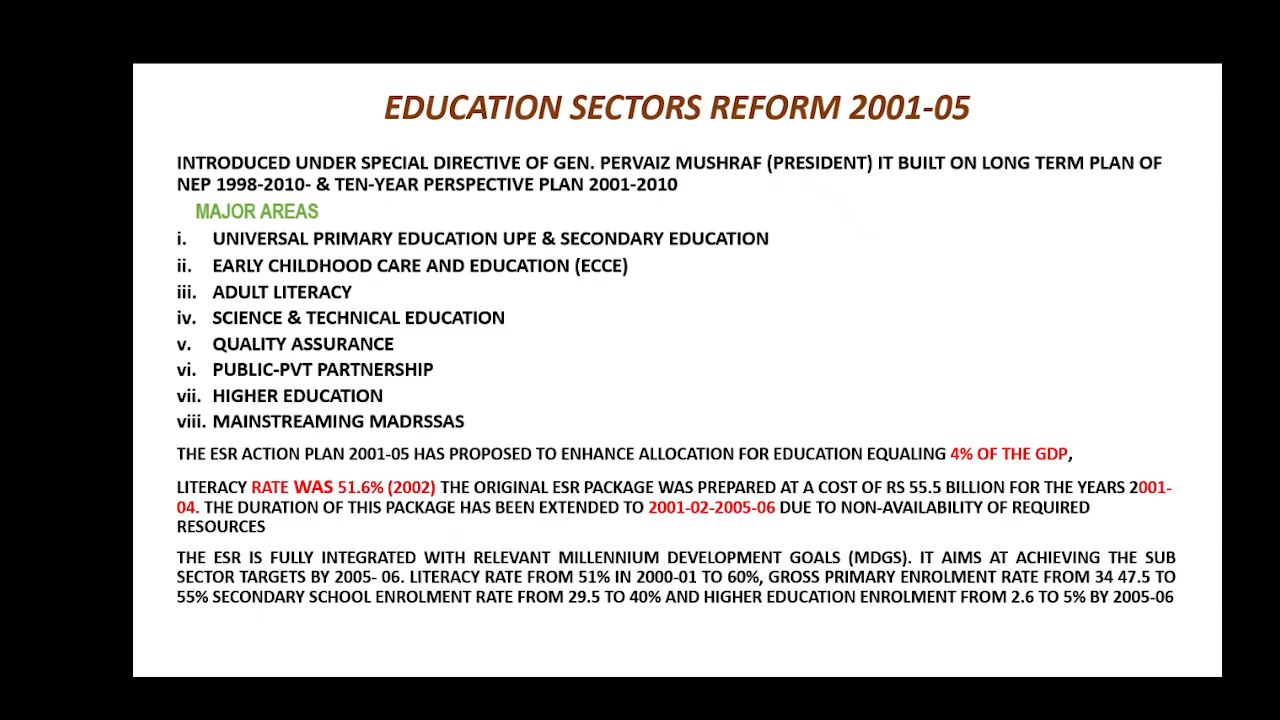 EDUCATION SECTORS REFORM 2001-05
INTRODUCED UNDER SPECIAL DIRECTIVE OF GEN. PERVAIZ MUSHRAF (PRESIDENT) IT BUILT ON LONG TERM PLAN OF
NEP 1998-2010- & TEN-YEAR PERSPECTIVE PLAN 2001-2010
MAJOR AREAS
i. UNIVERSAL PRIMARY EDUCATION UPE & SECONDARY EDUCATION
ii. EARLY CHILDHOOD CARE AND EDUCATION (ECCE)
iii. ADULT LITERACY
iv. SCIENCE & TECHNICAL EDUCATION
v. QUALITY ASSURANCE
vi. PUBLIC-PVT PARTNERSHIP
vii. HIGHER EDUCATION
viii. MAINSTREAMING MADRSSAS
THE ESR ACTION PLAN 2001-05 HAS PROPOSED TO ENHANCE ALLOCATION FOR EDUCATION EQUALING 4% OF THE GDP,
LITERACY RATE WAS 51.6% (2002) THE ORIGINAL ESR PACKAGE WAS PREPARED AT A COST OF RS 55.5 BILLION FOR THE YEARS 2001-
04. THE DURATION OF THIS PACKAGE HAS BEEN EXTENDED TO 2001-02-2005-06 DUE TO NON-AVAILABILITY OF REQUIRED
RESOURCES
THE ESR IS FULLY INTEGRATED WITH RELEVANT MILLENNIUM DEVELOPMENT GOALS (MDGS). IT AIMS AT ACHIEVING THE SUB
SECTOR TARGETS BY 2005- 06. LITERACY RATE FROM 51% IN 2000-01 TO 60%, GROSS PRIMARY ENROLMENT RATE FROM 34 47.5 TO
55% SECONDARY SCHOOL ENROLMENT RATE FROM 29.5 TO 40% AND HIGHER EDUCATION ENROLMENT FROM 2.6 TO 5% BY 2005-06